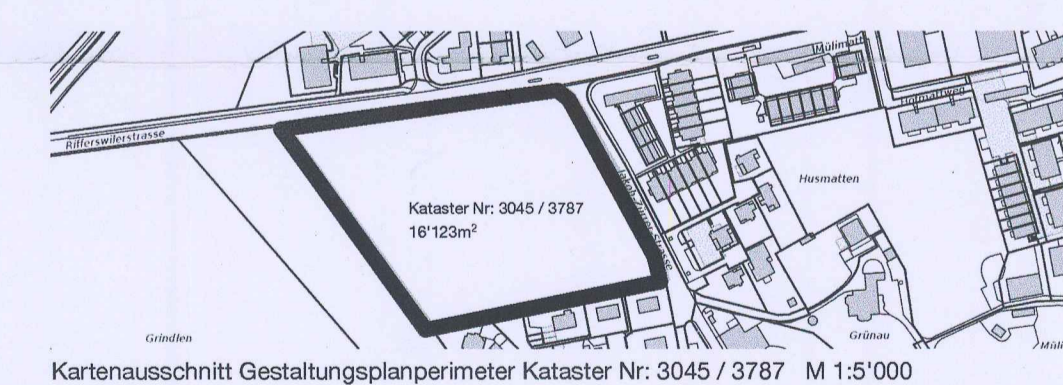 Mülimatt
Hofmattweg
Rifferswilerstrasse
Husmatten
Kataster Nr: 3045 / 3787
16'123m²
Grindlen
Grünau
Kartenausschnitt Gestaltungsplanperimeter Kataster Nr: 3045 / 3787 M 1:5'000